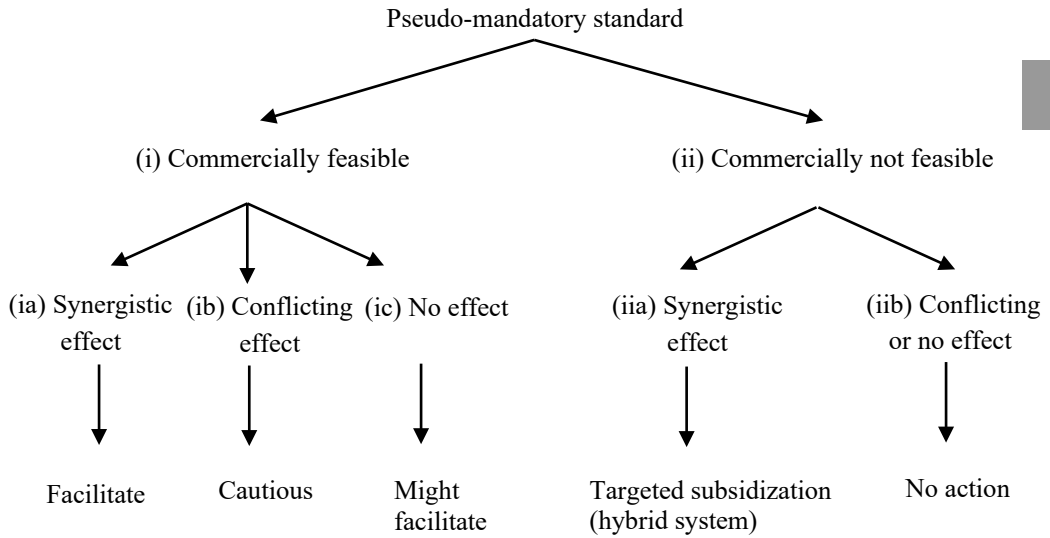 Pseudo-mandatory standard
(i) Commercially feasible
(ii) Commercially not feasible
(ia) Synergistic
effect
(ib) Conflicting
effect
(ic) No effect
(iia) Synergistic
effect
(iib) Conflicting
or no effect
Facilitate
Cautious
Might
facilitate
Targeted subsidization
(hybrid system)
No action